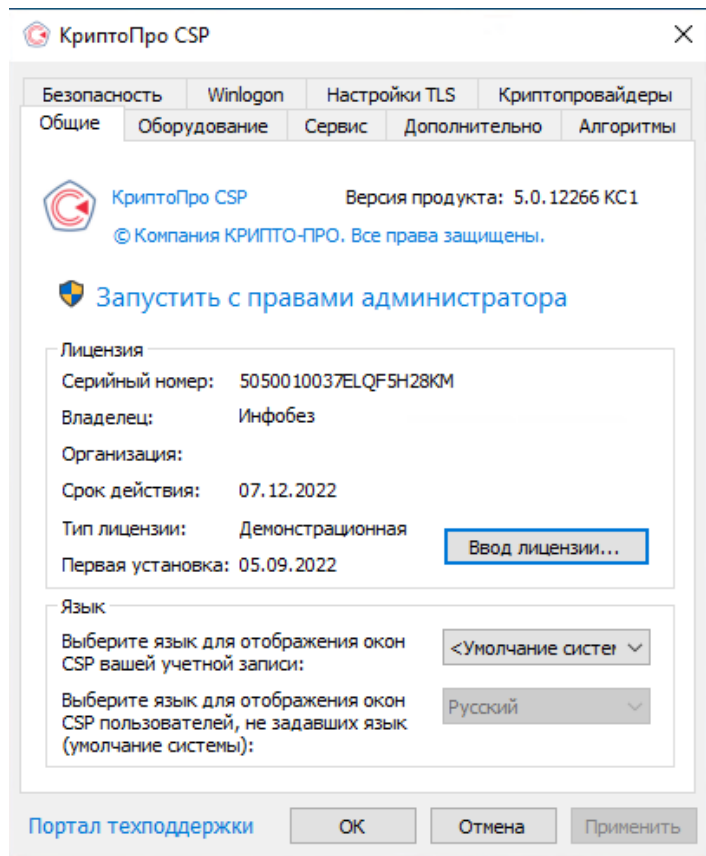 КриптоПро CSP
Безопасность Winlogon Настройки TLS Криптопровайдеры
Общие Оборудование Сервис Дополнительно Алгоритмы
КриптоПро CSP Версия продукта: 5.0.12266 КС1
© Компания КРИПТО-ПРО. Все права защищены.
Запустить с правами администратора
Лицензия
Серийный номер: 5050010037ELQF5H28KM
Владелец: Инфобез
Организация:
Срок действия: 07.12.2022
Тип лицензии: Демонстрационная
Ввод лицензии...
Первая установка: 05.09.2022
Язык
Выберите язык для отображения окон
CSP вашей учетной записи:
<Умолчание систем
Выберите язык для отображения окон
CSP пользователей, не задавших язык
(умолчание системы):
Русский
Портал техподдержки OK Отмена Применить